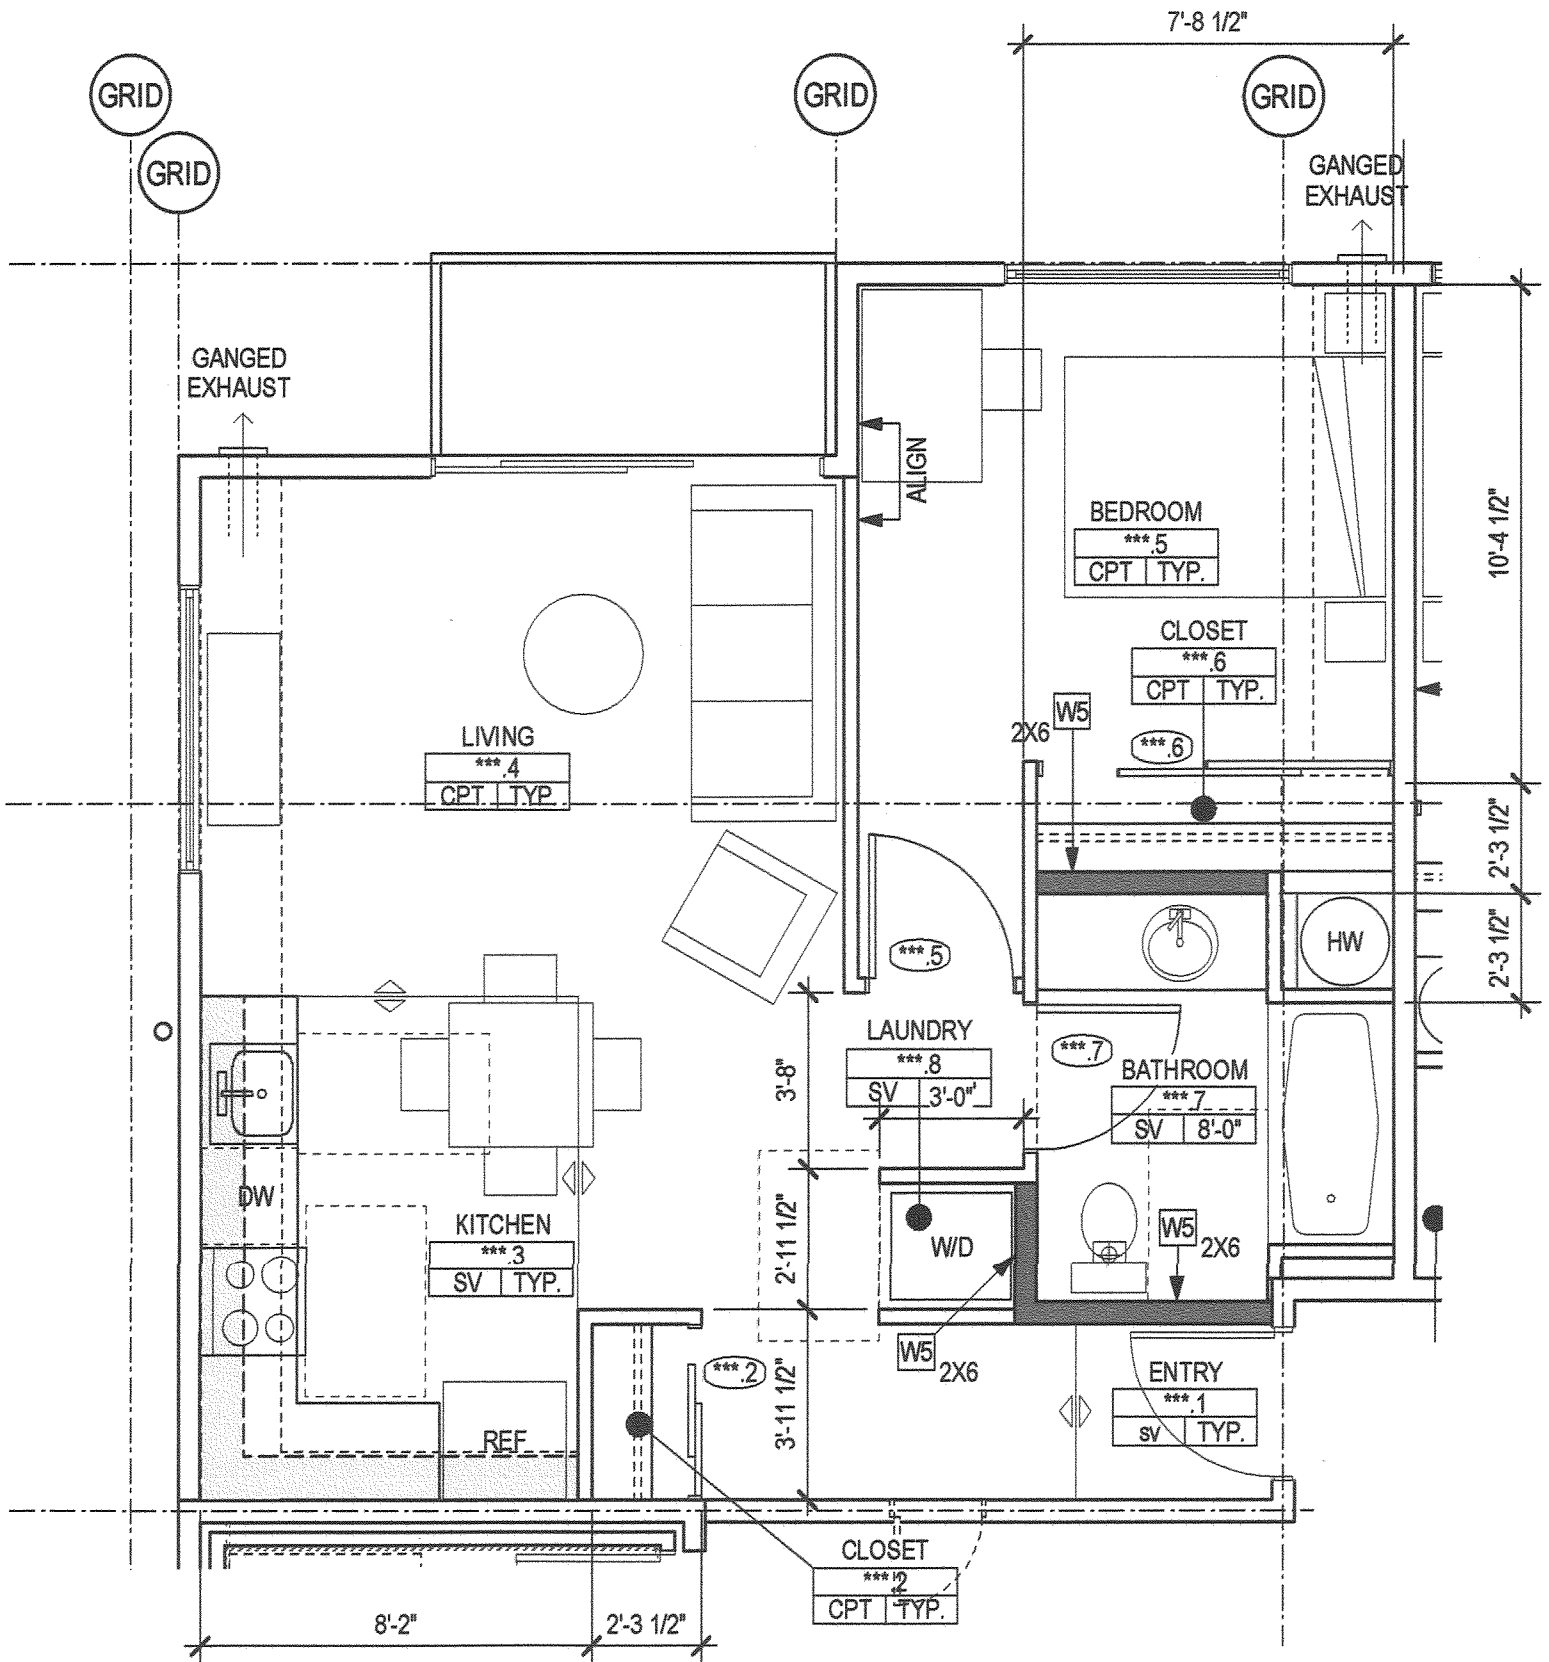 7'-8 1/2"
GRID
GRID
GRID
GRID
GANGED
EXHAUST
GANGED
EXHAUST
ALIGN
BEDROOM
***.5
CPT TYP.
10'-4 1/2"
CLOSET
***.6
CPT TYP.
W5
2X6
***.6
LIVING
***.4
CPT TYP
2'-3 1/2"
***.5
HW
2'-3 1/2"
LAUNDRY
***.8
SV 3'-0"
***.7
BATHROOM
***.7
SV 8'-0"
3'-8"
DW
KITCHEN
***.3
SV TYP.
2'-11 1/2"
W/D
W5
2X6
W5
2X6
***.2
ENTRY
***.1
sv TYP.
3'-11 1/2"
REF
CLOSET
***.2
CPT TYP.
8'-2"
2'-3 1/2"